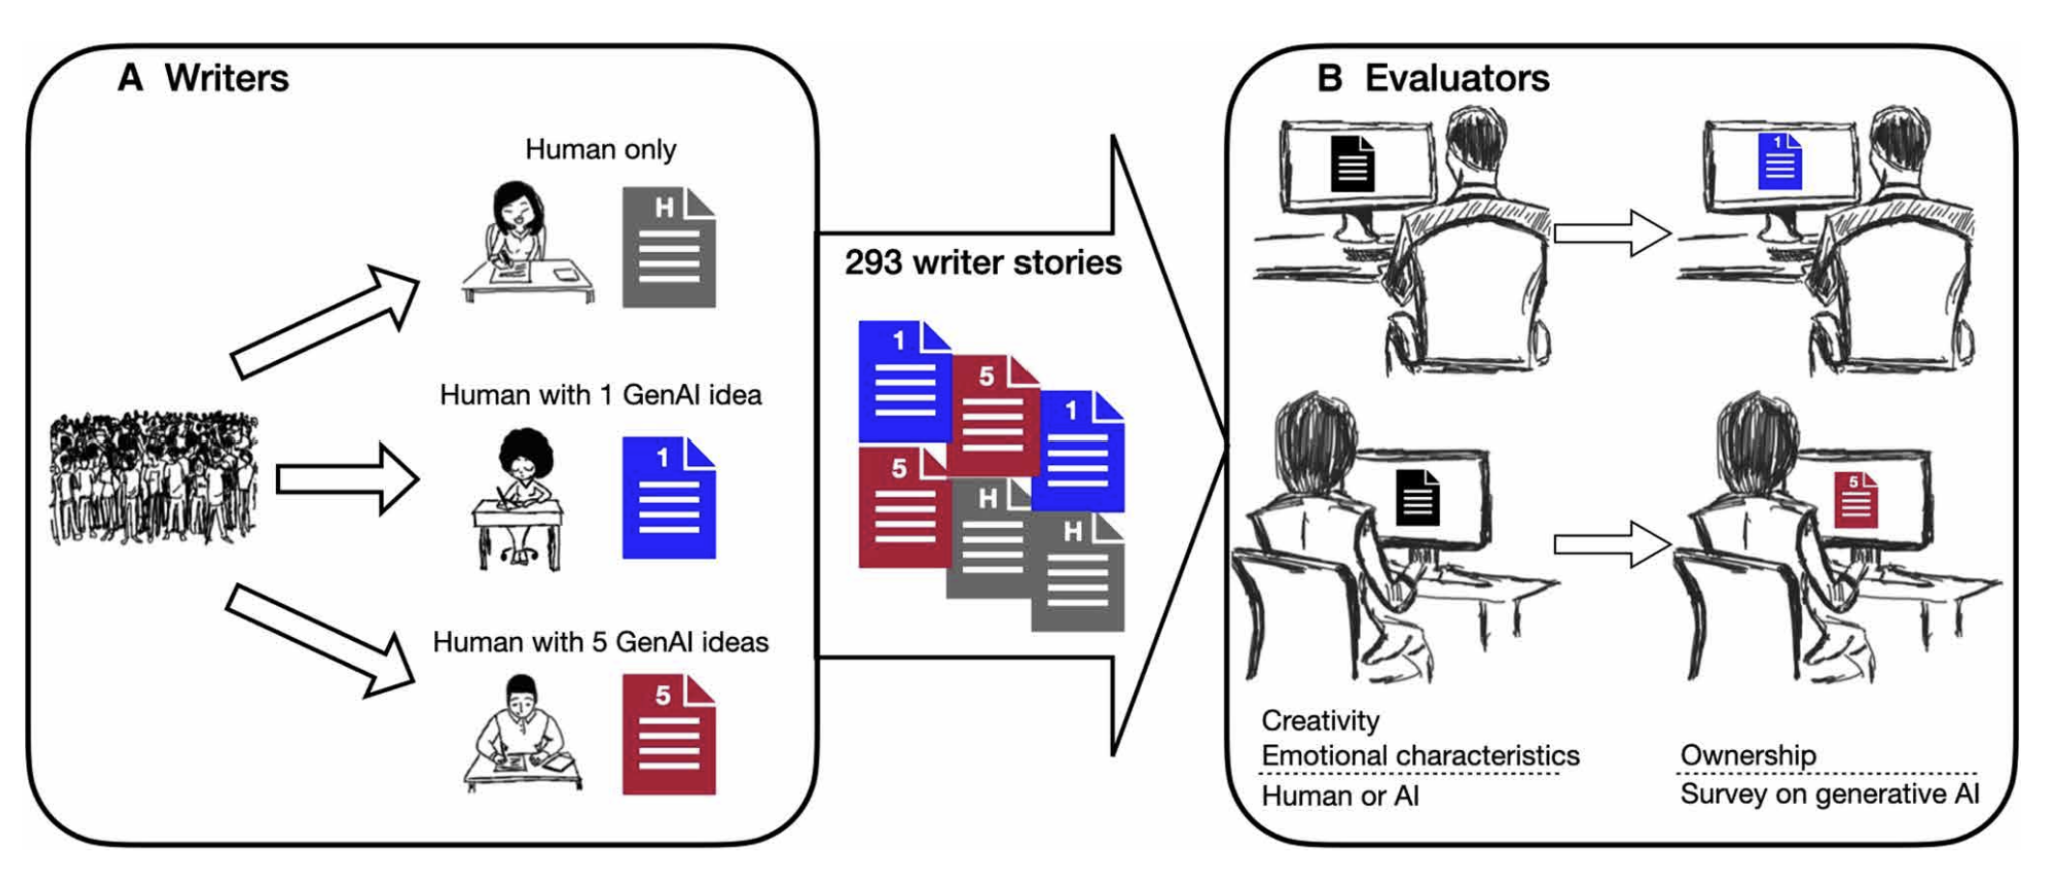 A Writers
Human only
H
Human with 1 GenAI idea
1
Human with 5 GenAI ideas
5
293 writer stories
1
5
1
5
H
H
B Evaluators
1
5
Creativity
Emotional characteristics
Human or AI
Ownership
Survey on generative AI